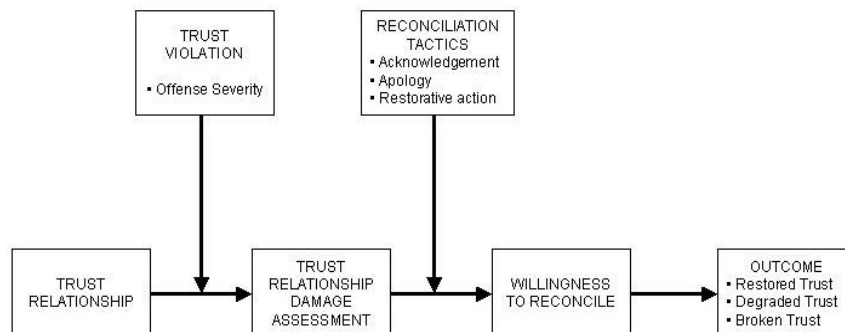 TRUST
VIOLATION
▪ Offense Severity
RECONCILIATION
TACTICS
▪ Acknowledgement
▪ Apology
▪ Restorative action
TRUST
RELATIONSHIP
TRUST
RELATIONSHIP
DAMAGE
ASSESSMENT
WILLINGNESS
TO RECONCILE
OUTCOME
▪ Restored Trust
▪ Degraded Trust
▪ Broken Trust